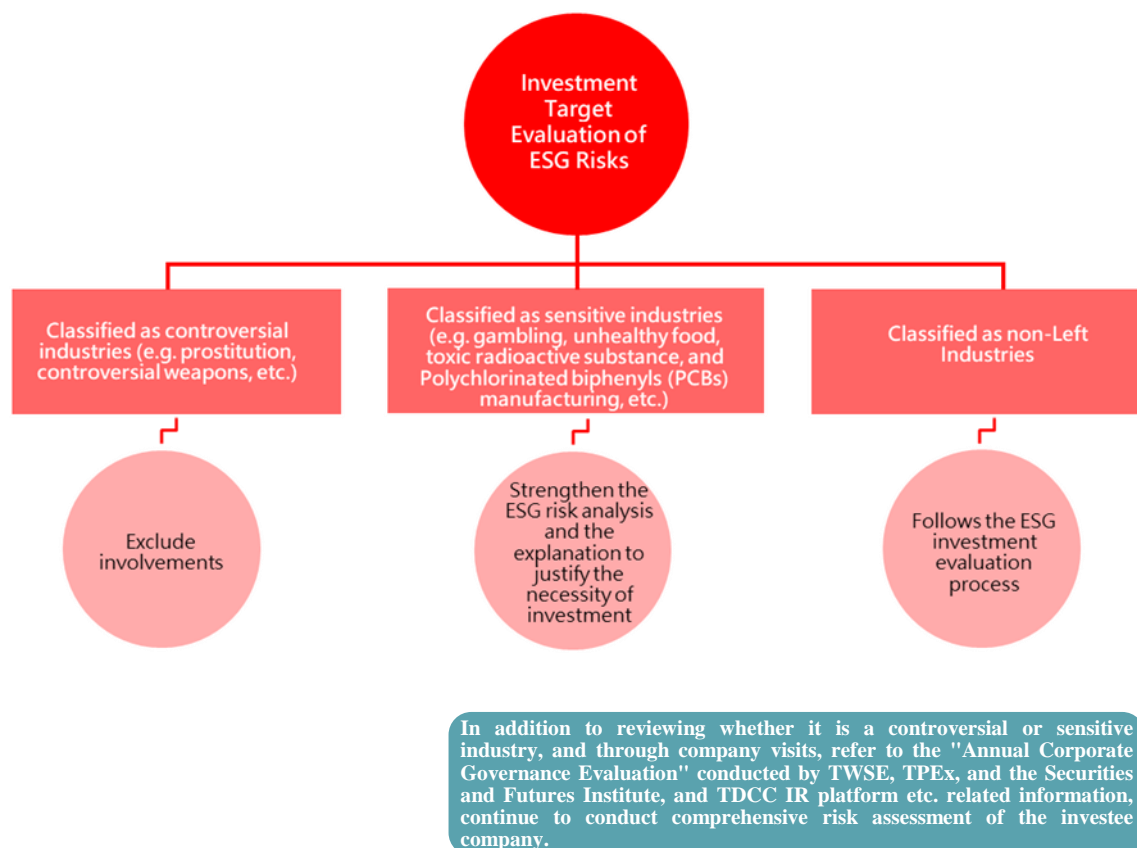 Investment
Target
Evaluation of
ESG Risks
Classified as controversial
industries (e.g. prostitution,
controversial weapons, etc.)
Classified as sensitive industries
(e.g. gambling, unhealthy food,
toxic radioactive substance, and
Polychlorinated biphenyls (PCBs)
manufacturing, etc.)
Classified as non-Left
Industries
Exclude
involvements
Strengthen the
ESG risk analysis
and the
explanation to
justify the
necessity of
investment
Follows the ESG
investment
evaluation
process
In addition to reviewing whether it is a controversial or sensitive
industry, and through company visits, refer to the "Annual Corporate
Governance Evaluation" conducted by TWSE, TPEx, and the Securities
and Futures Institute, and TDCC IR platform etc. related information,
continue to conduct comprehensive risk assessment of the investee
company.